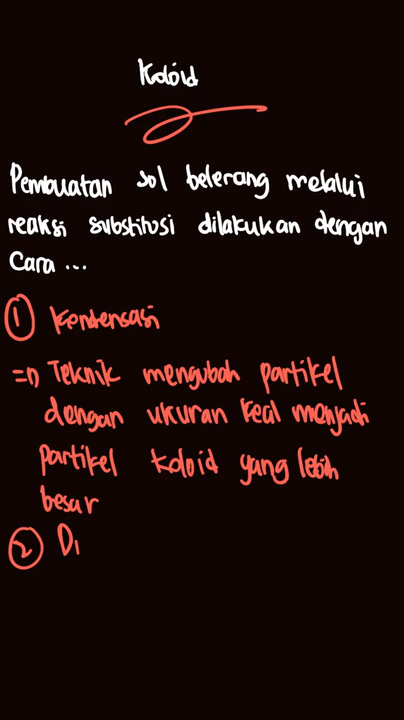 Koloid
Pembuatan sol belerang melalui
reaksi substitusi dilakukan dengan
Cara ...
① Kondensasi
=> Teknik mengubah partikel
dengan ukuran kecil menjadi
partikel koloid yang lebih
besar
② Di